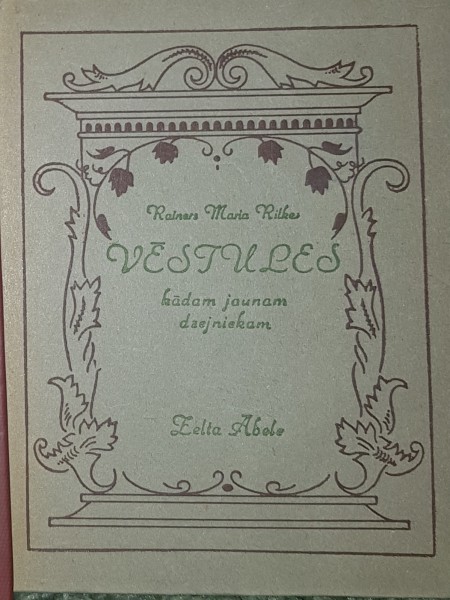 Rainers Maria Rilke
VĒSTULES
kādam jaunam
dzejniekam
Zelta Ābele